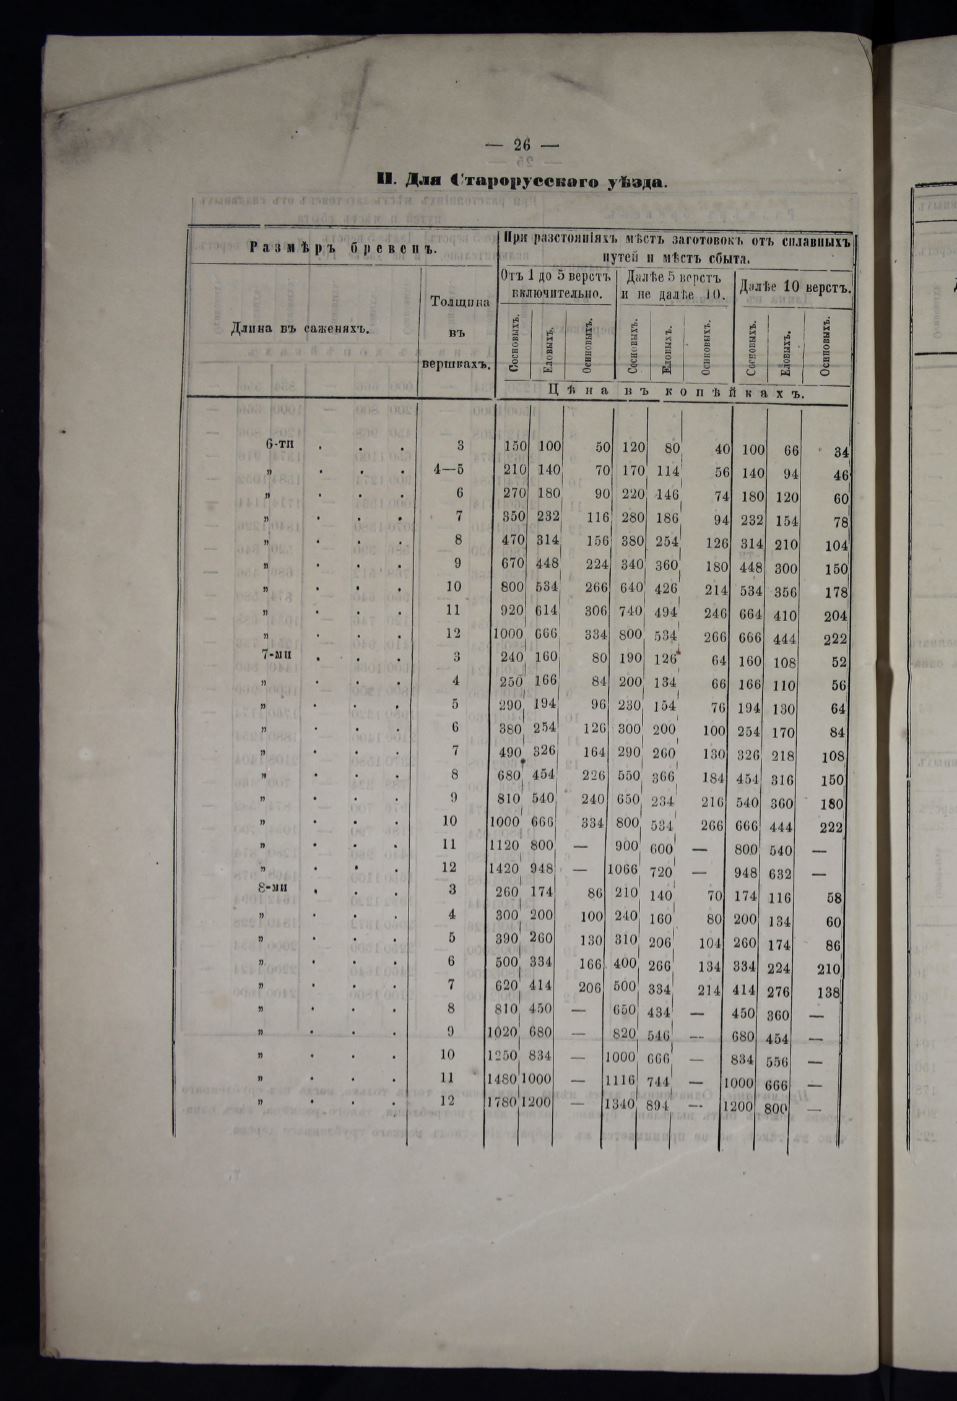 — 26 —
II. Для Старорусскаго уѣзда.
Размѣръ бревенъ.
При разстоянiяхъ мѣстъ заготовокъ отъ сплавныхъ
путей и мѣстъ сбыта.
Длина въ саженяхъ.
Толщина
въ
вершкахъ.
Отъ 1 до 5 верстъ
включительно.
Далѣе 5 верстъ
и не далѣе 10.
Далѣе 10 верстъ.
Сосновыхъ. Еловыхъ. Осиновыхъ. Сосновыхъ. Еловыхъ. Осиновыхъ. Сосновыхъ. Еловыхъ. Осиновыхъ.
Цѣна въ копѣйкахъ.
6-ти . . . 3 150 100 50 120 80 40 100 66 34
„ . . . 4—5 210 140 70 170 114 56 140 94 46
„ . . . 6 270 180 90 220 146 74 180 120 60
„ . . . 7 350 232 116 280 186 94 232 154 78
„ . . . 8 470 314 156 380 254 126 314 210 104
„ . . . 9 670 448 224 340 360 180 448 300 150
„ . . . 10 800 534 266 640 426 214 534 356 178
„ . . . 11 920 614 306 740 494 246 664 410 204
„ . . . 12 1000 666 334 800 534 266 666 444 222
7-ми . . . 3 240 160 80 190 126 64 160 108 52
„ . . . 4 250 166 84 200 134 66 166 110 56
„ . . . 5 290 194 96 230 154 76 194 130 64
„ . . . 6 380 254 126 300 200 100 254 170 84
„ . . . 7 490 326 164 290 260 130 326 218 108
„ . . . 8 680 454 226 550 366 184 454 316 150
„ . . . 9 810 540 240 650 234 216 540 360 180
„ . . . 10 1000 666 334 800 534 266 666 444 222
„ . . . 11 1120 800 — 900 600 — 800 540 —
„ . . . 12 1420 948 — 1066 720 — 948 632 —
8-ми . . . 3 260 174 86 210 140 70 174 116 58
„ . . . 4 300 200 100 240 160 80 200 134 60
„ . . . 5 390 260 130 310 206 104 260 174 86
„ . . . 6 500 334 166 400 266 134 334 224 210
„ . . . 7 620 414 206 500 334 214 414 276 138
„ . . . 8 810 450 — 650 434 — 450 360 —
„ . . . 9 1020 680 — 820 546 — 680 454 —
„ . . . 10 1250 834 — 1000 666 — 834 556 —
„ . . . 11 1480 1000 — 1116 744 — 1000 666 —
„ . . . 12 1780 1200 — 1340 894 — 1200 800 —